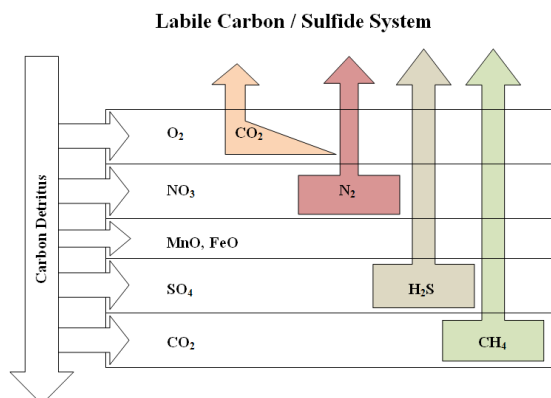 Labile Carbon / Sulfide System
Carbon Detritus
O₂
CO₂
NO₃
N₂
MnO, FeO
SO₄
H₂S
CO₂
CH₄